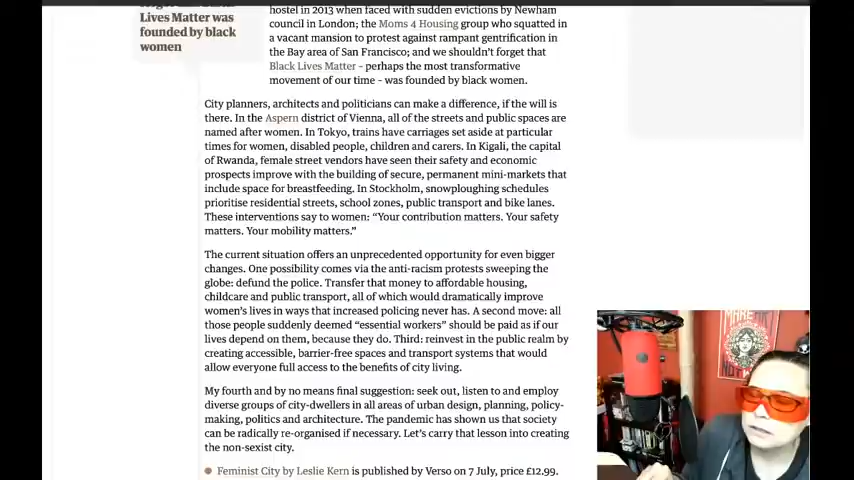 Lives Matter was
founded by black
women
hostel in 2013 when faced with sudden evictions by Newham
council in London; the Moms 4 Housing group who squatted in
a vacant mansion to protest against rampant gentrification in
the Bay area of San Francisco; and we shouldn't forget that
Black Lives Matter – perhaps the most transformative
movement of our time – was founded by black women.
City planners, architects and politicians can make a difference, if the will is
there. In the Aspern district of Vienna, all of the streets and public spaces are
named after women. In Tokyo, trains have carriages set aside at particular
times for women, disabled people, children and carers. In Kigali, the capital
of Rwanda, female street vendors have seen their safety and economic
prospects improve with the building of secure, permanent mini-markets that
include space for breastfeeding. In Stockholm, snowploughing schedules
prioritise residential streets, school zones, public transport and bike lanes.
These interventions say to women: “Your contribution matters. Your safety
matters. Your mobility matters.”
The current situation offers an unprecedented opportunity for even bigger
changes. One possibility comes via the anti-racism protests sweeping the
globe: defund the police. Transfer that money to affordable housing,
childcare and public transport, all of which would dramatically improve
women's lives in ways that increased policing never has. A second move: all
those people suddenly deemed “essential workers” should be paid as if our
lives depend on them, because they do. Third: reinvest in the public realm by
creating accessible, barrier-free spaces and transport systems that would
allow everyone full access to the benefits of city living.
My fourth and by no means final suggestion: seek out, listen to and employ
diverse groups of city-dwellers in all areas of urban design, planning, policy-
making, politics and architecture. The pandemic has shown us that society
can be radically re-organised if necessary. Let's carry that lesson into creating
the non-sexist city.
Feminist City by Leslie Kern is published by Verso on 7 July, price £12.99.
MAKE ART